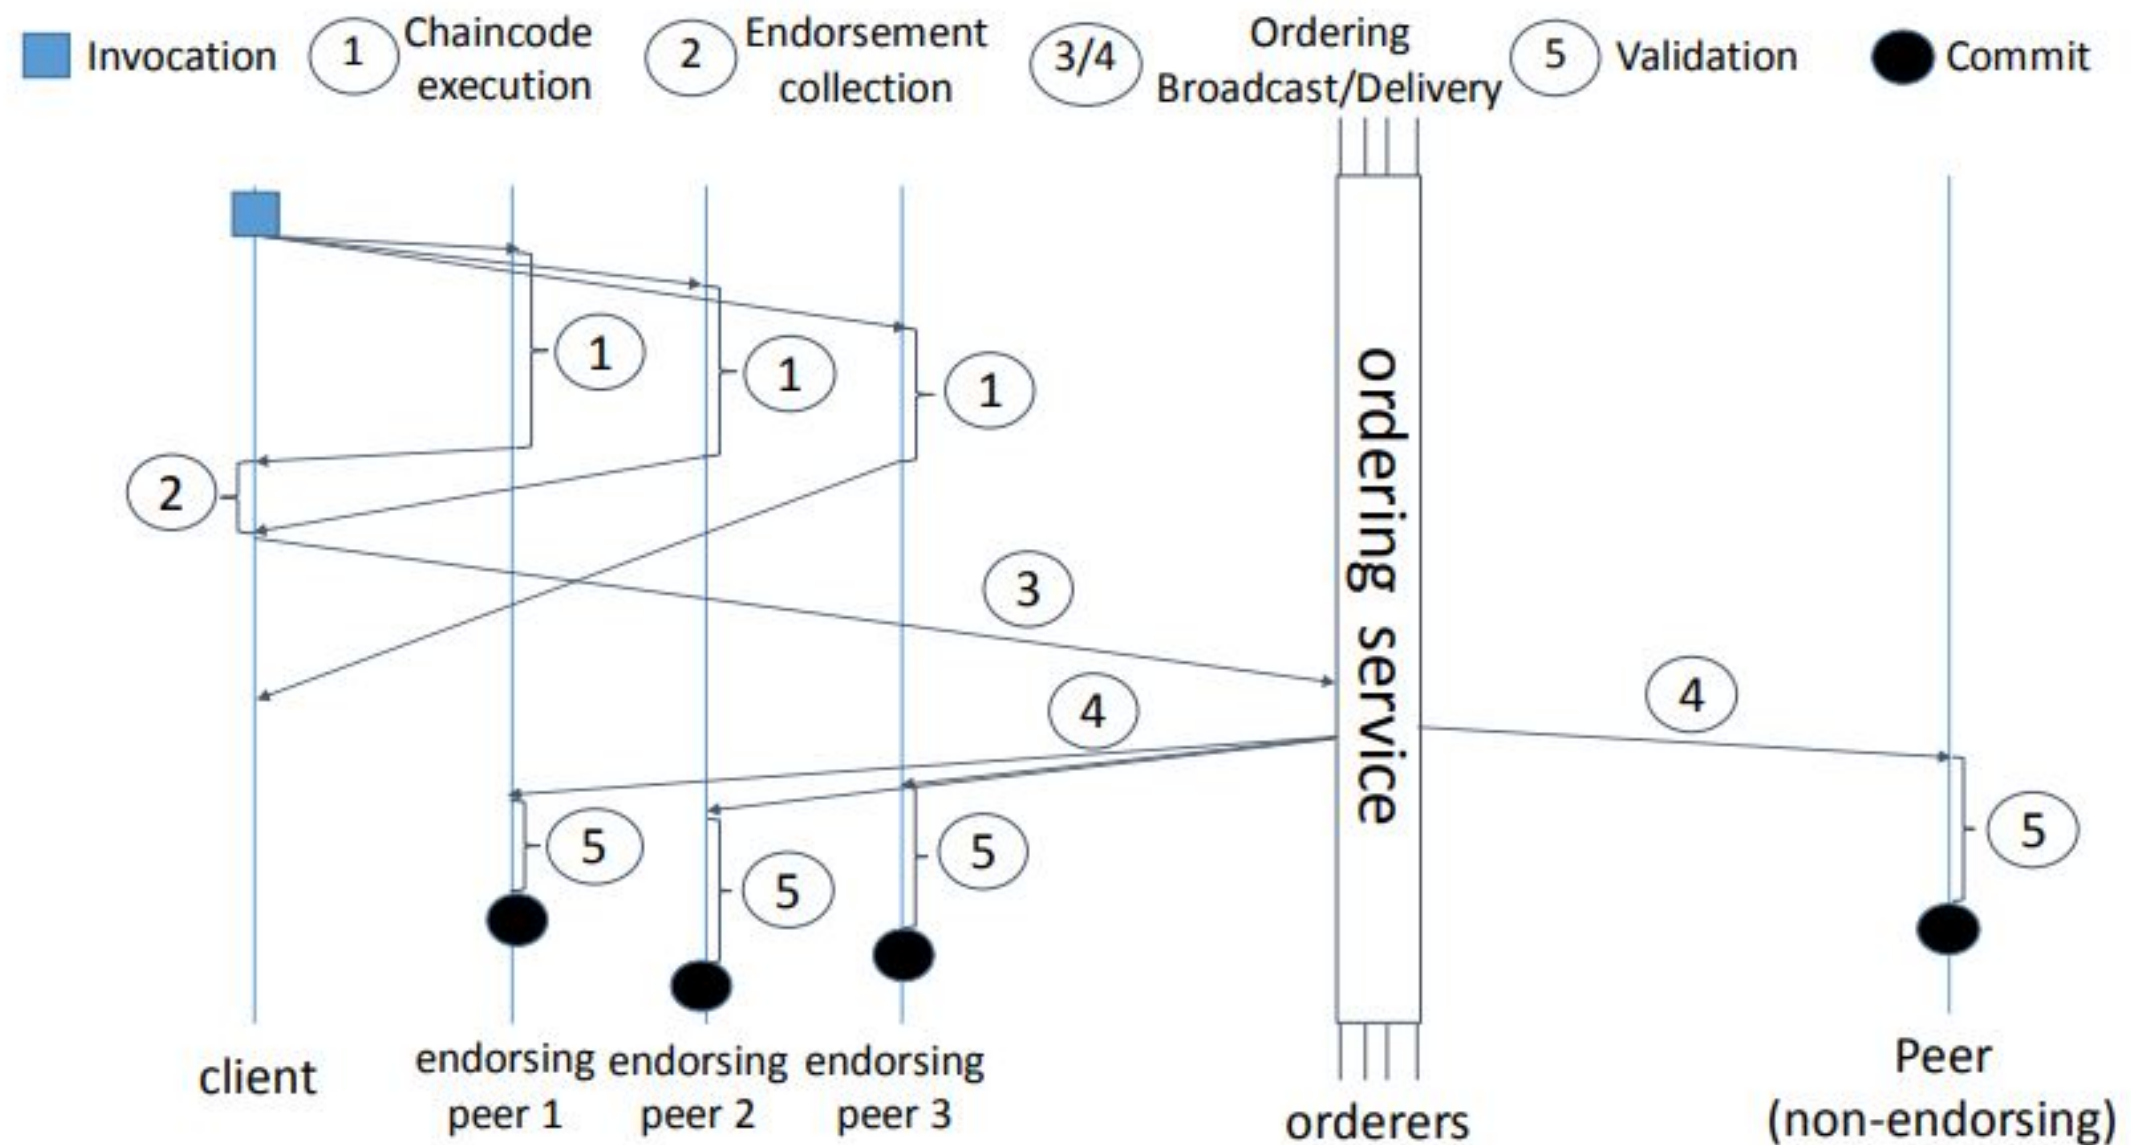 Invocation
1
Chaincode
execution
2
Endorsement
collection
3/4
Ordering
Broadcast/Delivery
5
Validation
Commit
1
1
1
2
3
4
4
5
5
5
5
ordering service
client
endorsing
peer 1
endorsing
peer 2
endorsing
peer 3
orderers
Peer
(non-endorsing)